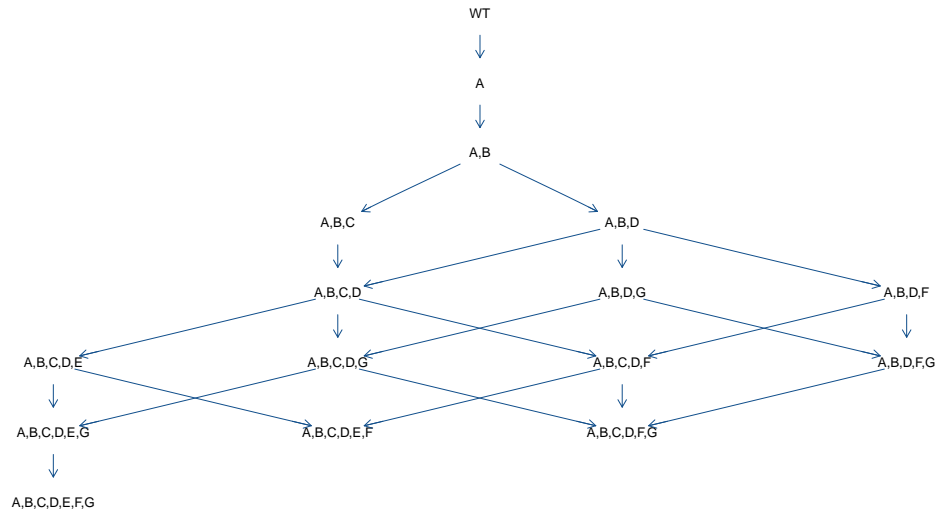 WT
A
A,B
A,B,C
A,B,D
A,B,C,D
A,B,D,G
A,B,D,F
A,B,C,D,E
A,B,C,D,G
A,B,C,D,F
A,B,D,F,G
A,B,C,D,E,G
A,B,C,D,E,F
A,B,C,D,F,G
A,B,C,D,E,F,G